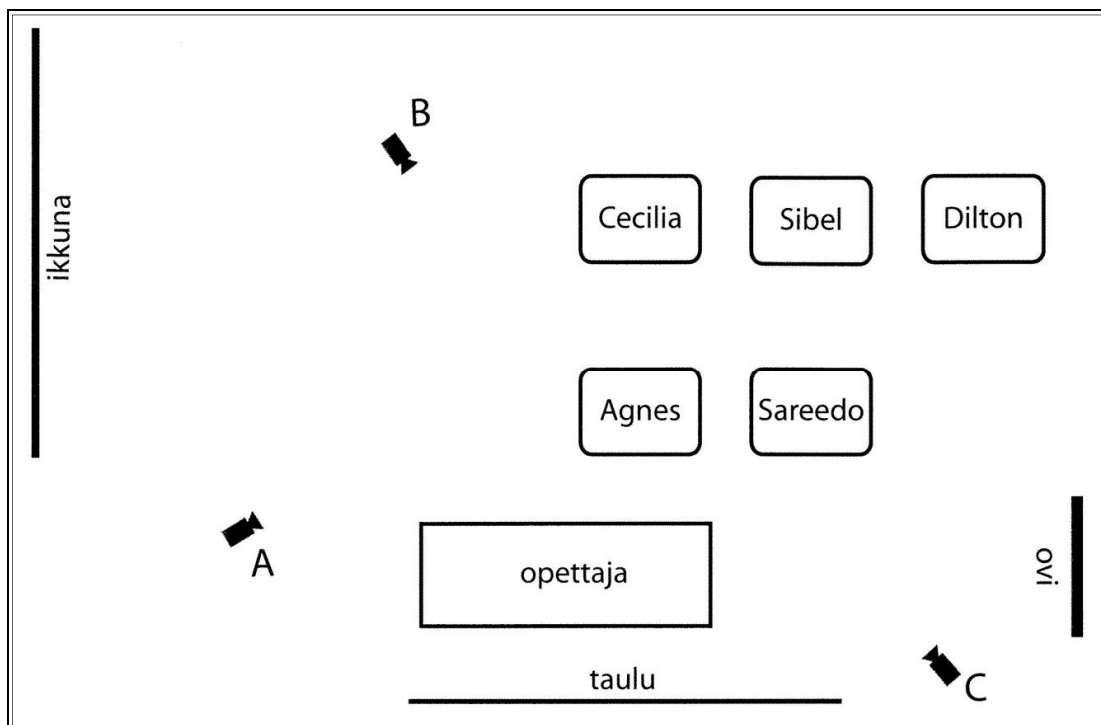 B
Cecilia
Sibel
Dilton
ikkuna
Agnes
Sareedo
A
opettaja
ovi
taulu
C